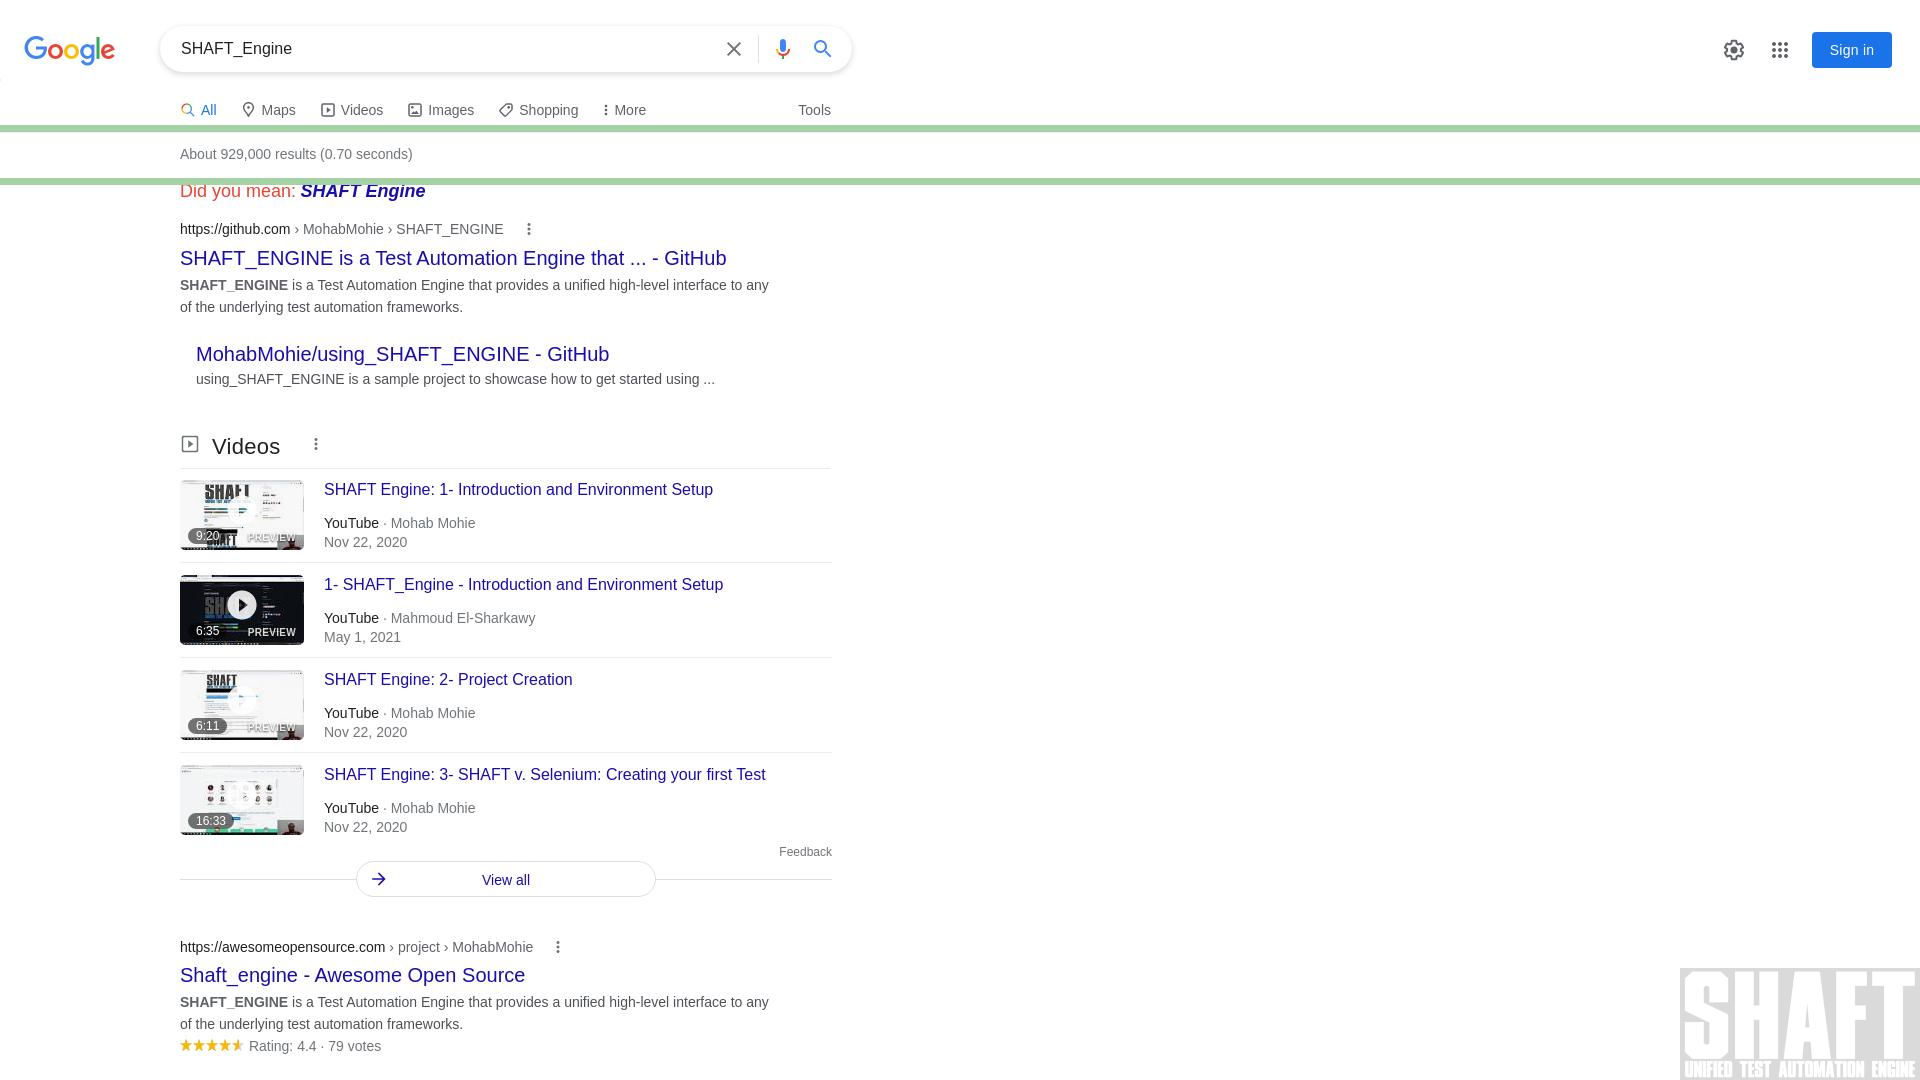 Google
SHAFT_Engine
Sign in
All
Maps
Videos
Images
Shopping
More
Tools
About 929,000 results (0.70 seconds)
Did you mean: SHAFT Engine
https://github.com › MohabMohie › SHAFT_ENGINE
SHAFT_ENGINE is a Test Automation Engine that ... - GitHub
SHAFT_ENGINE is a Test Automation Engine that provides a unified high-level interface to any
of the underlying test automation frameworks.
MohabMohie/using_SHAFT_ENGINE - GitHub
using_SHAFT_ENGINE is a sample project to showcase how to get started using ...
Videos
SHAFT
9:20
PREVIEW
SHAFT Engine: 1- Introduction and Environment Setup
YouTube · Mohab Mohie
Nov 22, 2020
6:35
PREVIEW
1- SHAFT_Engine - Introduction and Environment Setup
YouTube · Mahmoud El-Sharkawy
May 1, 2021
SHAFT
6:11
PREVIEW
SHAFT Engine: 2- Project Creation
YouTube · Mohab Mohie
Nov 22, 2020
16:33
SHAFT Engine: 3- SHAFT v. Selenium: Creating your first Test
YouTube · Mohab Mohie
Nov 22, 2020
Feedback
View all
https://awesomeopensource.com › project › MohabMohie
Shaft_engine - Awesome Open Source
SHAFT_ENGINE is a Test Automation Engine that provides a unified high-level interface to any
of the underlying test automation frameworks.
Rating: 4.4 · 79 votes
SHAFT
UNIFIED TEST AUTOMATION ENGINE